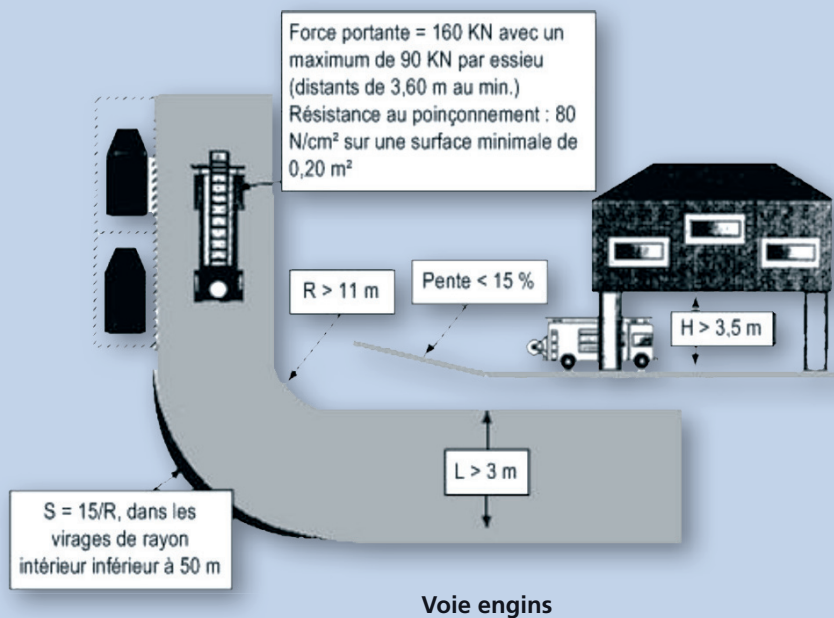 Force portante = 160 KN avec un
maximum de 90 KN par essieu
(distants de 3,60 m au min.)
Résistance au poinçonnement : 80
N/cm² sur une surface minimale de
0,20 m²
R > 11 m
Pente < 15 %
H > 3,5 m
L > 3 m
S = 15/R, dans les
virages de rayon
intérieur inférieur à 50 m
Voie engins